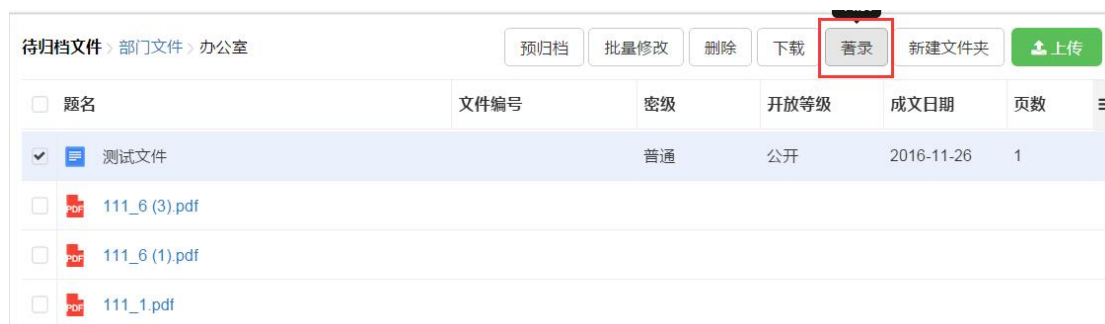 待归档文件 > 部门文件 > 办公室 预归档 批量修改 删除 下载 著录 新建文件夹 上传
题名 文件编号 密级 开放等级 成文日期 页数
测试文件 普通 公开 2016-11-26 1
PDF 111_6 (3).pdf
PDF 111_6 (1).pdf
PDF 111_1.pdf